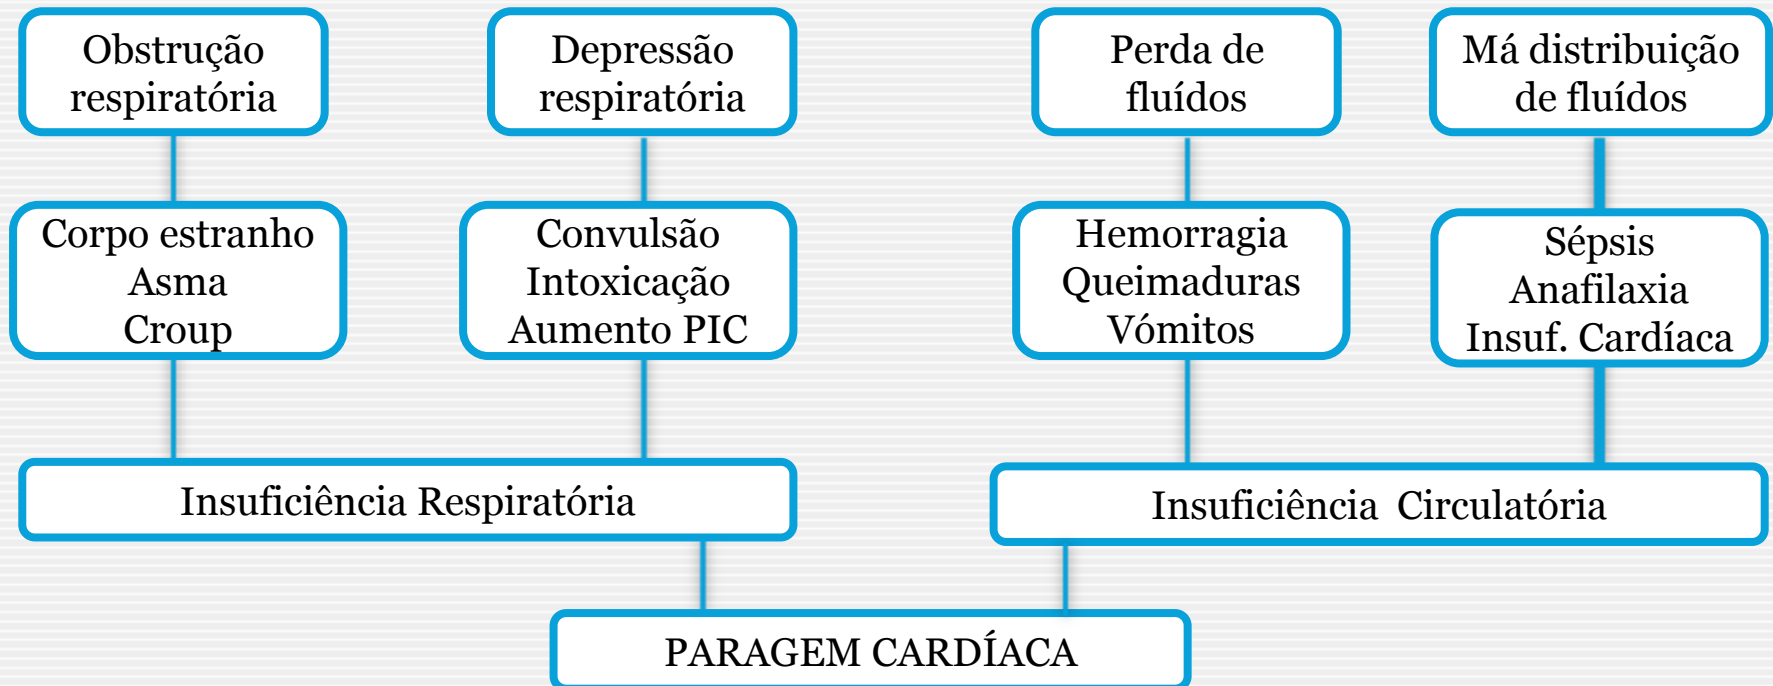 Obstrução
respiratória
Depressão
respiratória
Perda de
fluídos
Má distribuição
de fluídos
Corpo estranho
Asma
Croup
Convulsão
Intoxicação
Aumento PIC
Hemorragia
Queimaduras
Vómitos
Sépsis
Anafilaxia
Insuf. Cardíaca
Insuficiência Respiratória
Insuficiência Circulatória
PARAGEM CARDÍACA